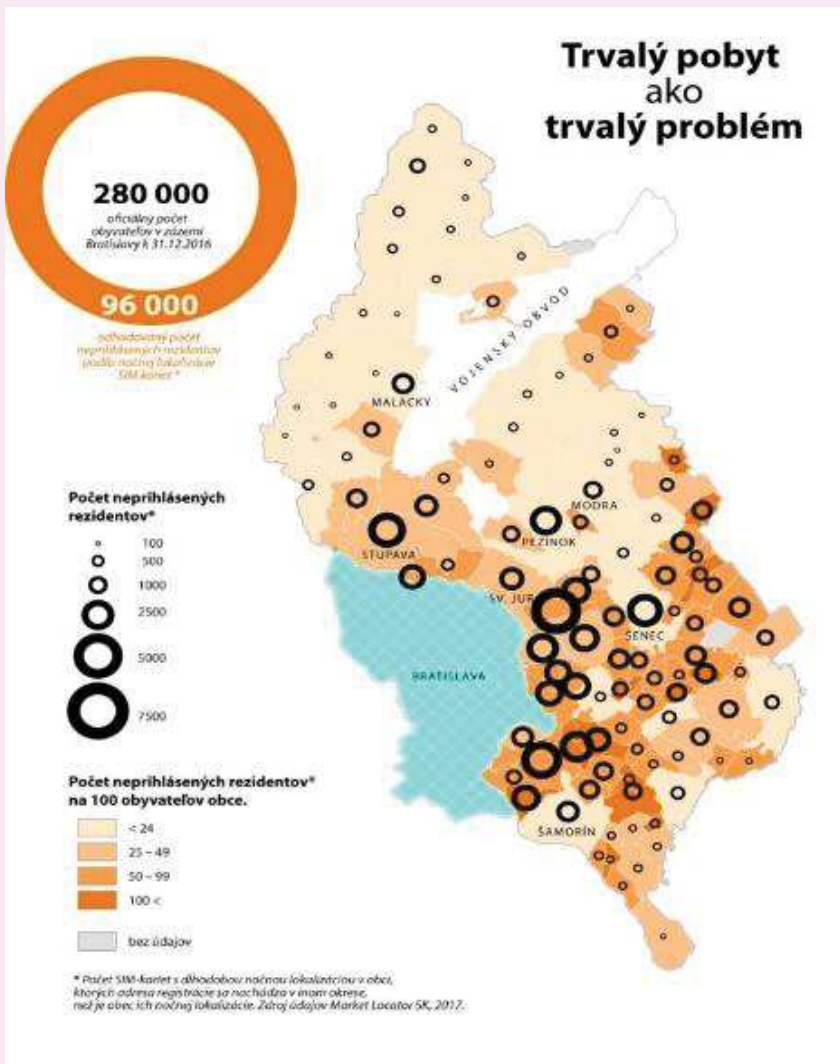 Trvalý pobyt
ako
trvalý problém
280 000
oficiálny počet
obyvateľov v zázemí
Bratislavy k 31.12.2016
96 000
odhadovaný počet
neprihlásených rezidentov
podľa nočnej lokalizácie
SIM-kariet *
VOJENSKÝ OBVOD
MALACKY
MODRA
PEZINOK
STUPAVA
SV. JUR
SENEC
BRATISLAVA
ŠAMORÍN
Počet neprihlásených
rezidentov*
100
500
1000
2500
5000
7500
Počet neprihlásených rezidentov*
na 100 obyvateľov obce.
< 24
25 – 49
50 – 99
100 <
bez údajov
* Počet SIM-kariet s dlhodobou nočnou lokalizáciou v obci,
ktorých adresa registrácie sa nachádza v inom okrese,
než je obec ich nočnej lokalizácie. Zdroj údajov Market Locator SK, 2017.